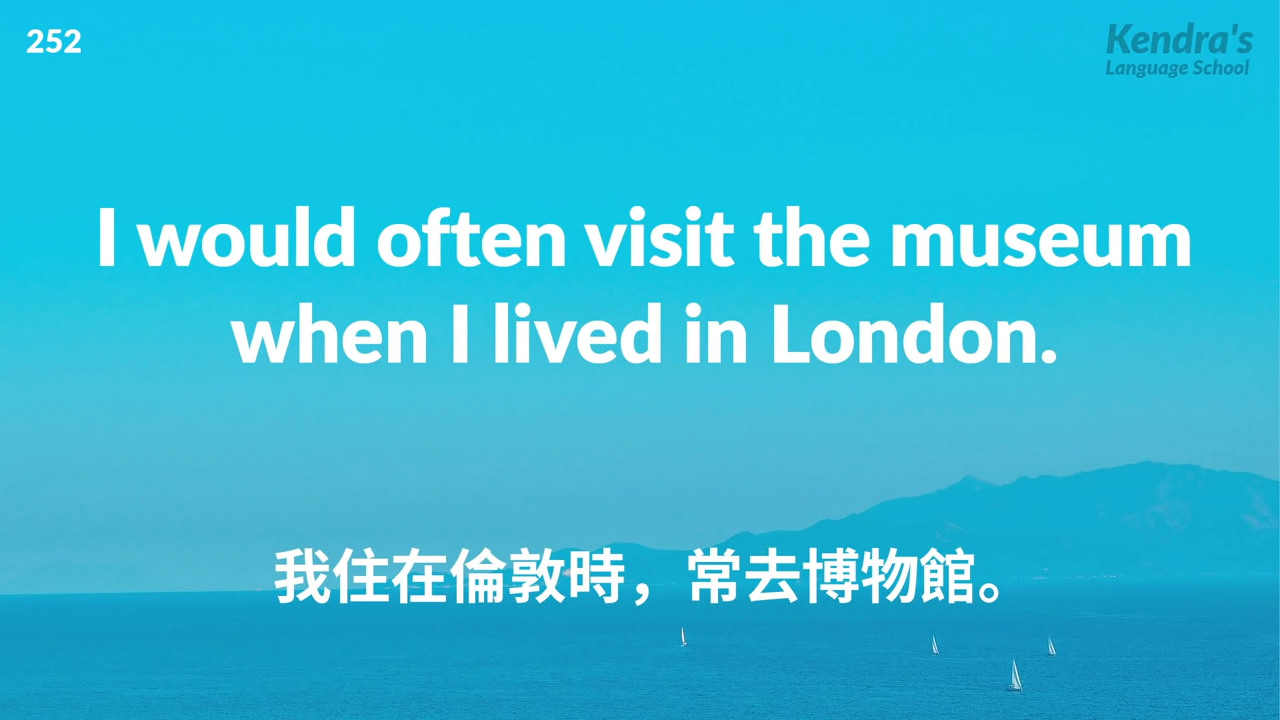 252
Kendra's
Language School
I would often visit the museum
when I lived in London.
我住在倫敦時，常去博物館。